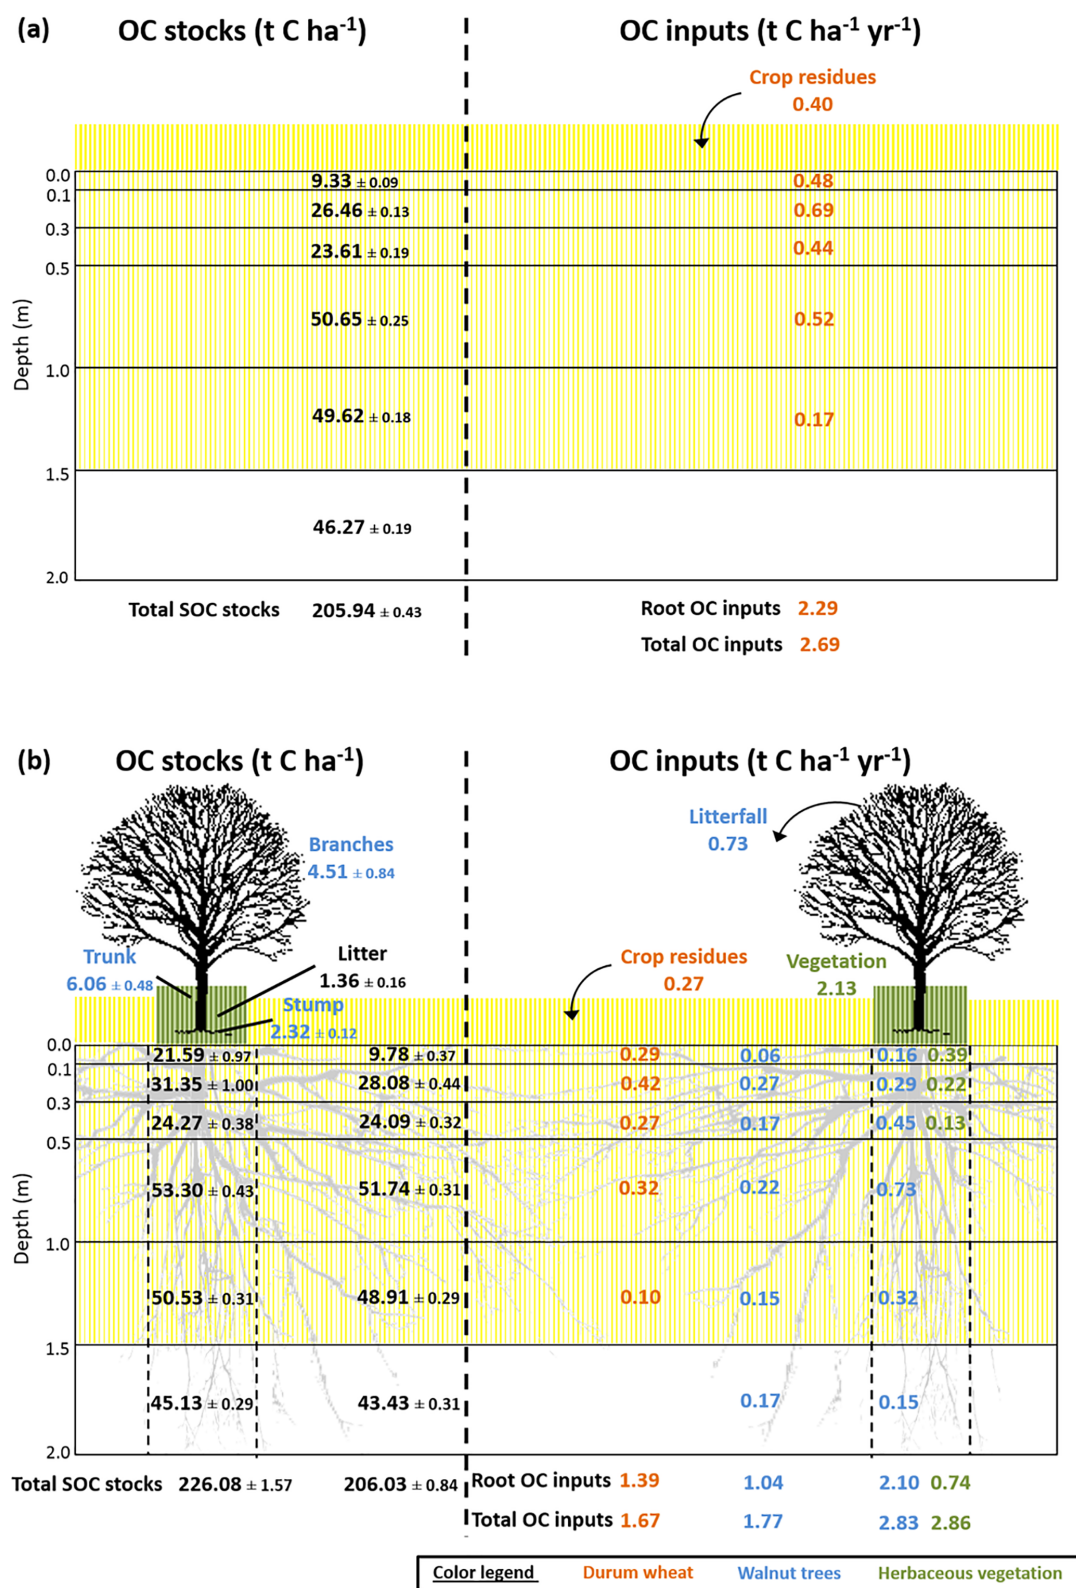 (a) OC stocks (t C ha⁻¹) OC inputs (t C ha⁻¹ yr⁻¹)
Crop residues
0.40
0.0
9.33 ± 0.09 0.48
0.1
26.46 ± 0.13 0.69
0.3
23.61 ± 0.19 0.44
0.5
50.65 ± 0.25 0.52
Depth (m)
1.0
49.62 ± 0.18 0.17
1.5
46.27 ± 0.19
2.0
Total SOC stocks 205.94 ± 0.43 Root OC inputs 2.29
Total OC inputs 2.69
(b) OC stocks (t C ha⁻¹) OC inputs (t C ha⁻¹ yr⁻¹)
Litterfall
0.73
Branches
4.51 ± 0.84
Trunk
6.06 ± 0.48
Litter
1.36 ± 0.16
Stump
2.32 ± 0.12
Crop residues
0.27
Vegetation
2.13
0.0
21.59 ± 0.97 9.78 ± 0.37 0.29 0.06 0.16 0.39
0.1
31.35 ± 1.00 28.08 ± 0.44 0.42 0.27 0.29 0.22
0.3
24.27 ± 0.38 24.09 ± 0.32 0.27 0.17 0.45 0.13
0.5
53.30 ± 0.43 51.74 ± 0.31 0.32 0.22 0.73
Depth (m)
1.0
50.53 ± 0.31 48.91 ± 0.29 0.10 0.15 0.32
1.5
45.13 ± 0.29 43.43 ± 0.31 0.17 0.15
2.0
Total SOC stocks 226.08 ± 1.57 206.03 ± 0.84 Root OC inputs 1.39 1.04 2.10 0.74
Total OC inputs 1.67 1.77 2.83 2.86
Color legend Durum wheat Walnut trees Herbaceous vegetation